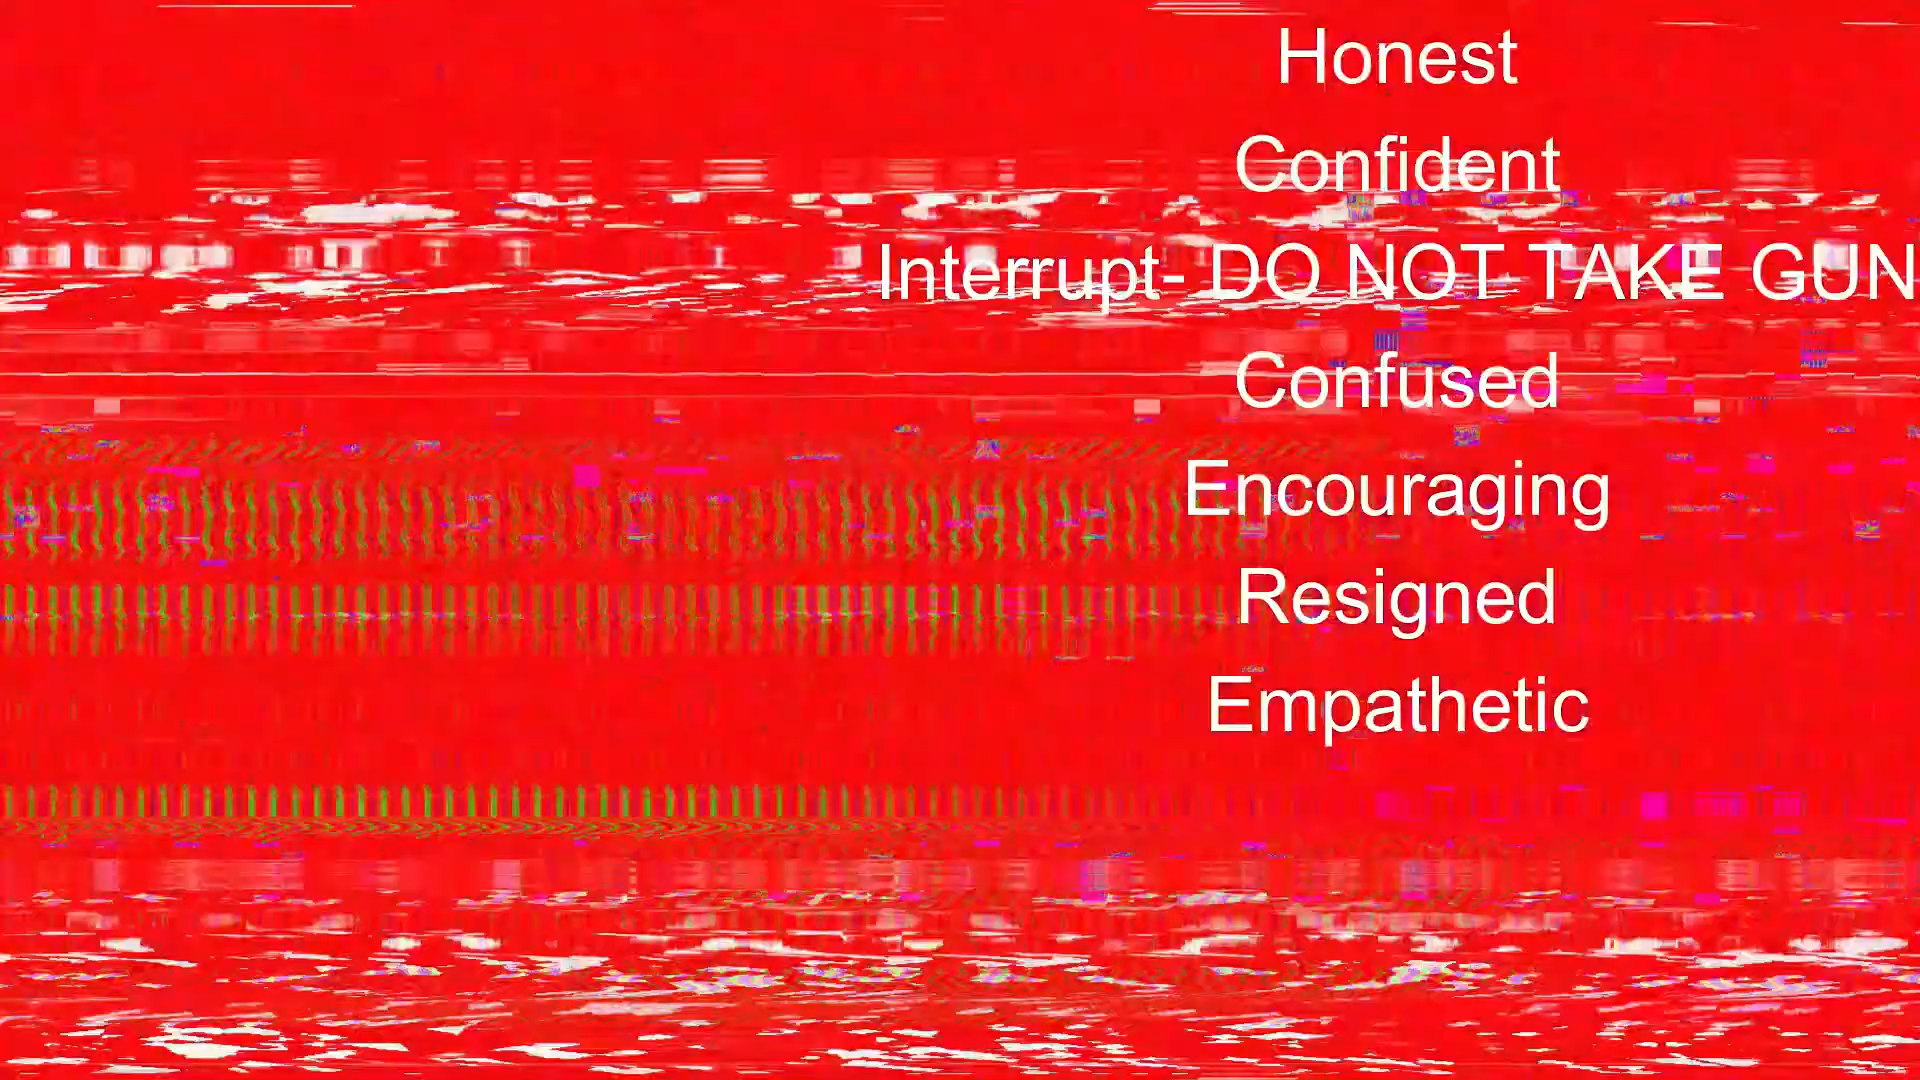 Honest
Confident
Interrupt- DO NOT TAKE GUN
Confused
Encouraging
Resigned
Empathetic